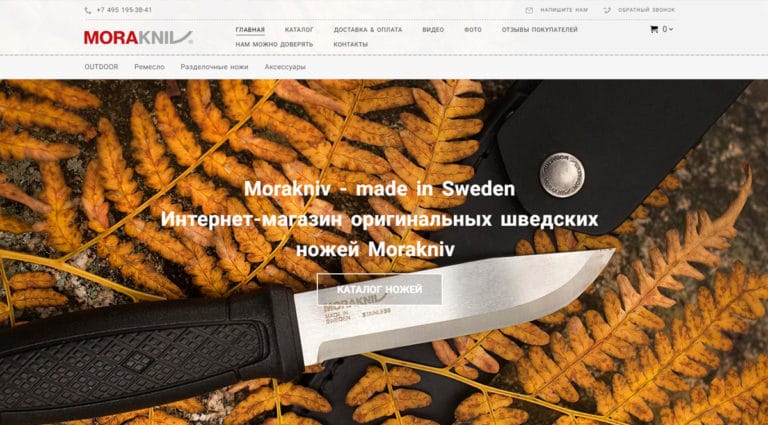 +7 495 195-38-41
НАПИШИТЕ НАМ
ОБРАТНЫЙ ЗВОНОК
MORAKNIV®
ГЛАВНАЯ КАТАЛОГ ДОСТАВКА & ОПЛАТА ВИДЕО ФОТО ОТЗЫВЫ ПОКУПАТЕЛЕЙ
НАМ МОЖНО ДОВЕРЯТЬ КОНТАКТЫ
0
OUTDOOR Ремесло Разделочные ножи Аксессуары
Morakniv - made in Sweden
Интернет-магазин оригинальных шведских
ножей Morakniv
КАТАЛОГ НОЖЕЙ
MORAKNIV
MADE IN
SWEDEN STAINLESS